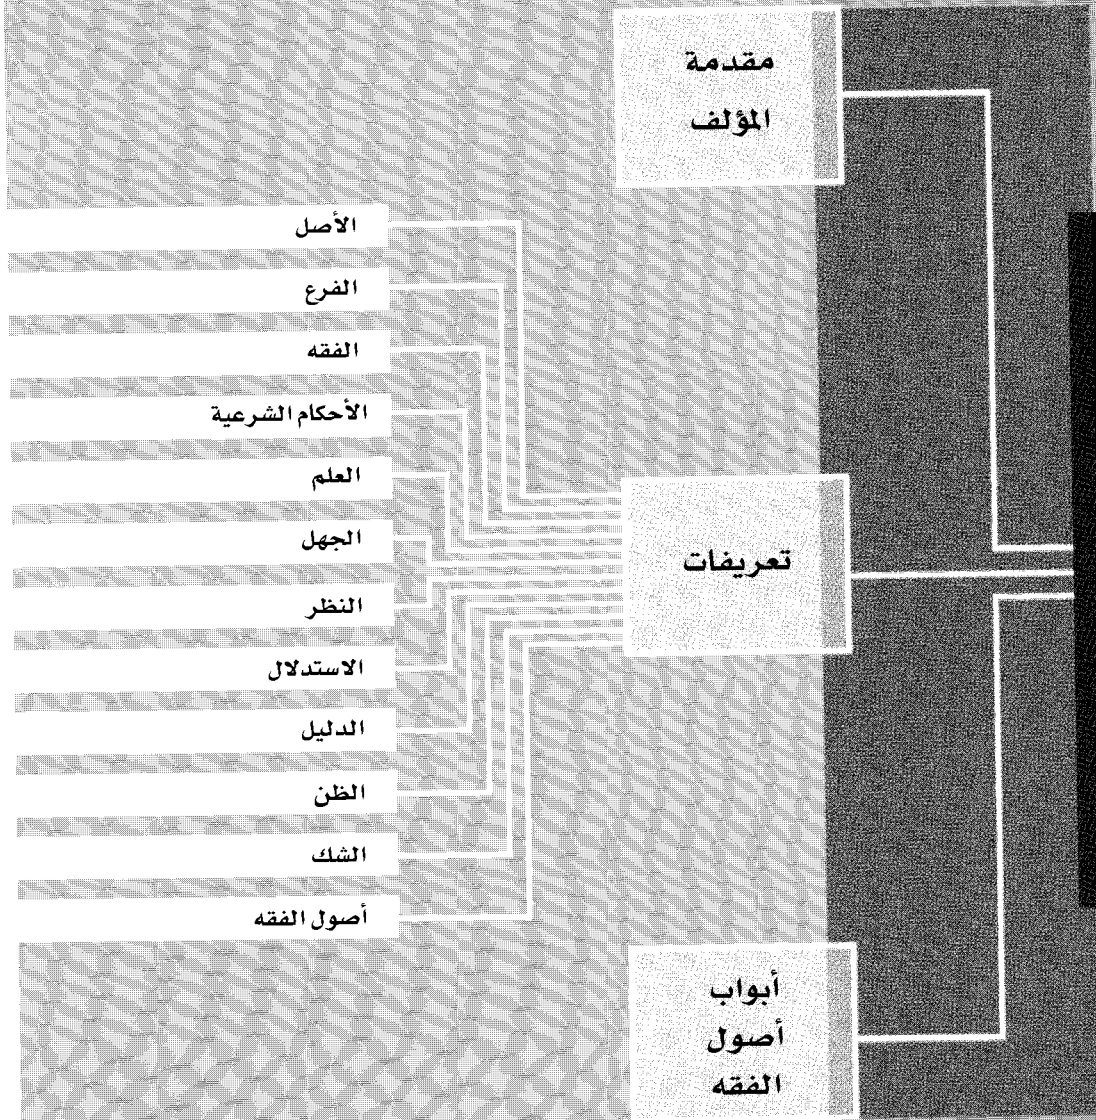 مقدمة
المؤلف
تعريفات
الأصل
الفرع
الفقه
الأحكام الشرعية
العلم
الجهل
النظر
الاستدلال
الدليل
الظن
الشك
أصول الفقه
أبواب
أصول
الفقه